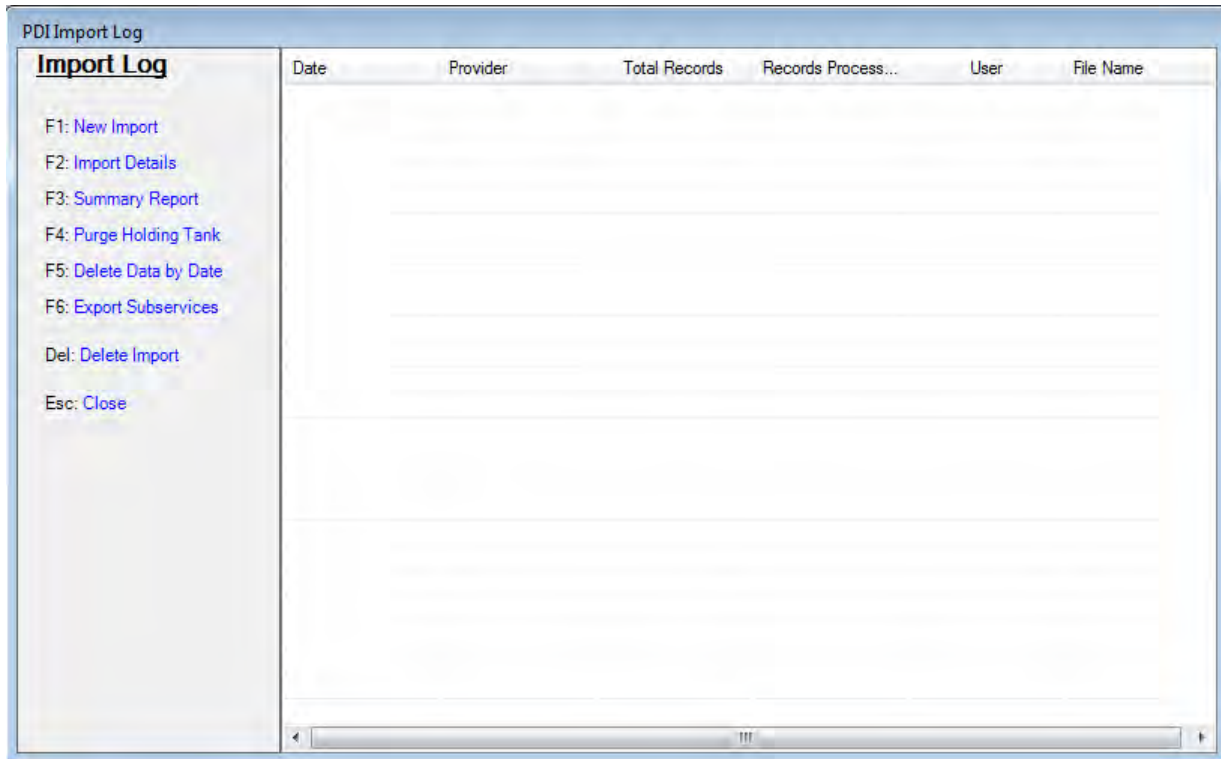 PDI Import Log
Import Log
F1: New Import
F2: Import Details
F3: Summary Report
F4: Purge Holding Tank
F5: Delete Data by Date
F6: Export Subservices
Del: Delete Import
Esc: Close
Date Provider Total Records Records Process... User File Name